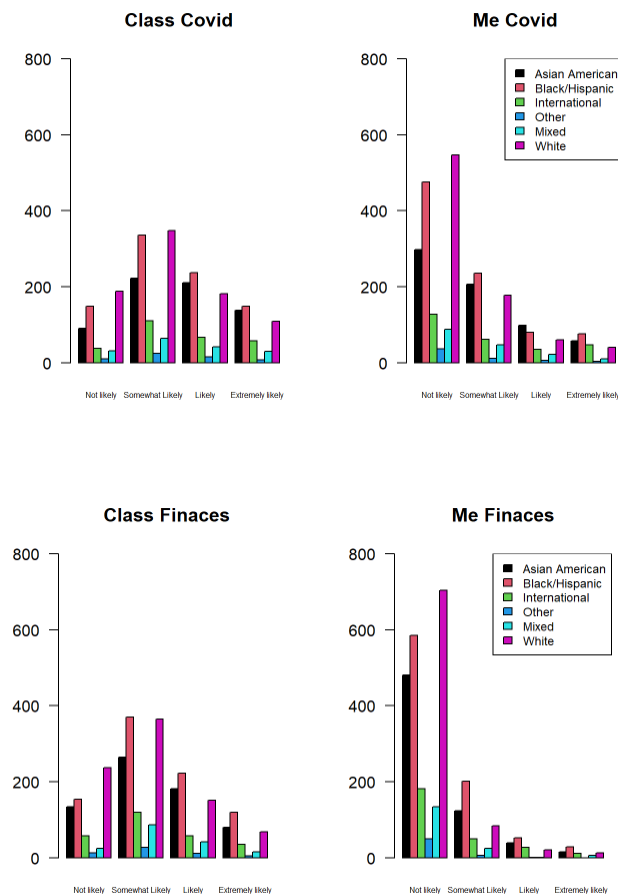 Class Covid
Me Covid
800
600
400
200
0
Not likely
Somewhat Likely
Likely
Extremely likely
800
600
400
200
0
Asian American
Black/Hispanic
International
Other
Mixed
White
Not likely
Somewhat Likely
Likely
Extremely likely
Class Finaces
Me Finaces
800
600
400
200
0
Not likely
Somewhat Likely
Likely
Extremely likely
800
600
400
200
0
Asian American
Black/Hispanic
International
Other
Mixed
White
Not likely
Somewhat Likely
Likely
Extremely likely